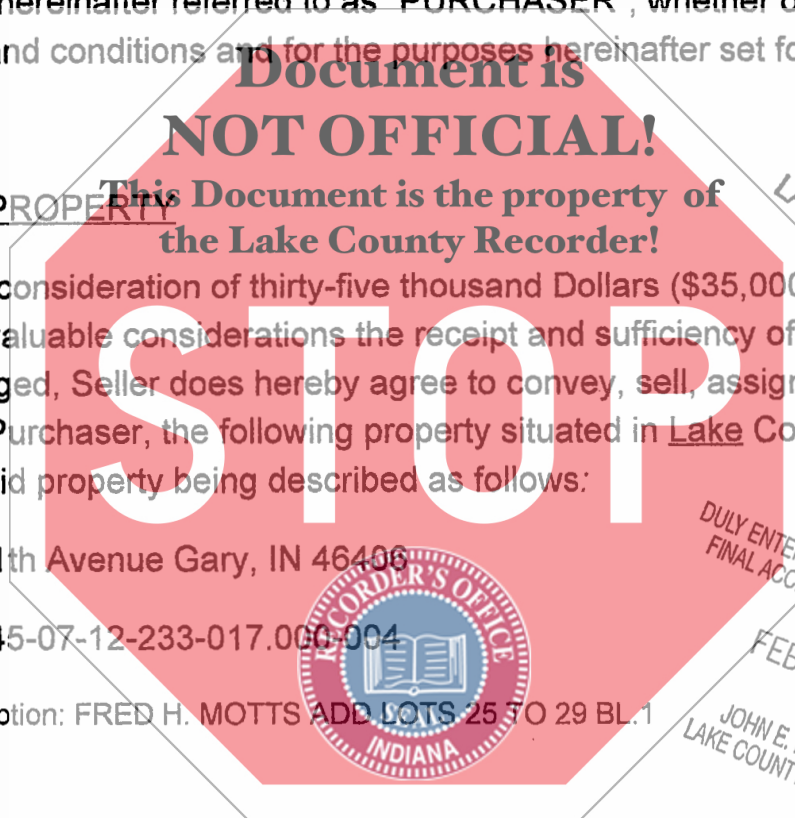 hereinafter referred to as "PURCHASER", whether
and conditions and for the purposes hereinafter set
Document is
NOT OFFICIAL!
This Document is the property of
the Lake County Recorder!
PROPERTY
consideration of thirty-five thousand Dollars ($35,000
valuable considerations the receipt and sufficiency of
ged, Seller does hereby agree to convey, sell, assign
Purchaser, the following property situated in Lake Co
id property being described as follows:
STOP
DULY ENTE
FINAL ACC
th Avenue Gary, IN 46406
45-07-12-233-017.000-004
FEB
RECORDER'S OFFICE
SEAL
INDIANA
ption: FRED H. MOTTS ADD LOTS 25 TO 29 BL.1
JOHN E.
LAKE COUNT